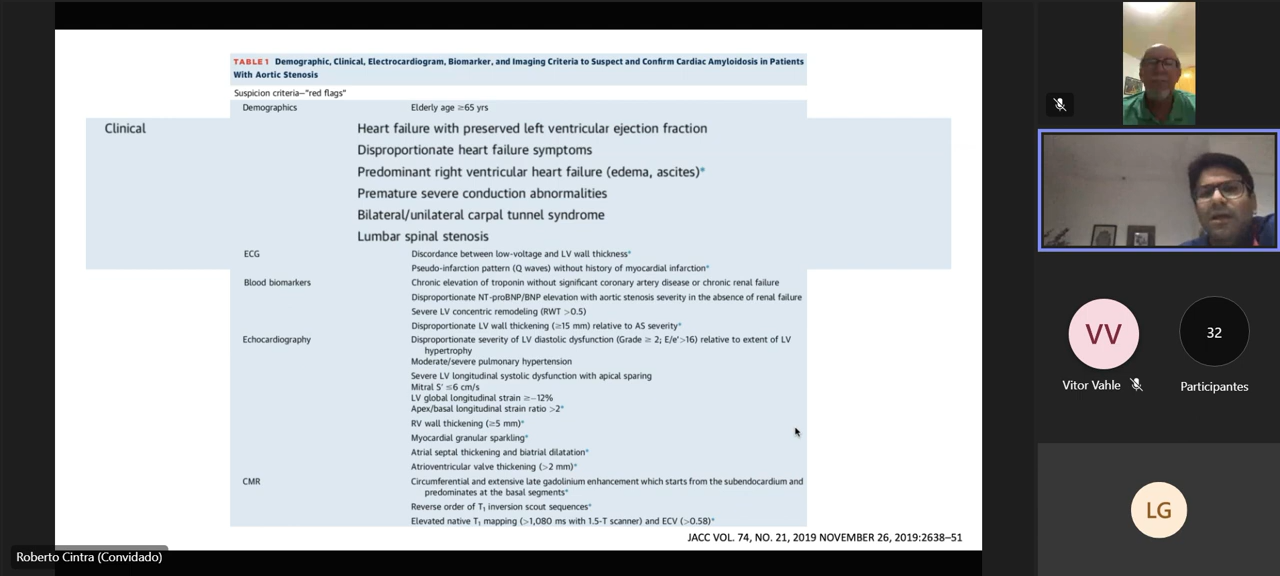 TABLE 1 Demographic, Clinical, Electrocardiogram, Biomarker, and Imaging Criteria to Suspect and Confirm Cardiac Amyloidosis in Patients
With Aortic Stenosis
Suspicion criteria—"red flags"
Demographics Elderly age ≥65 yrs
Clinical Heart failure with preserved left ventricular ejection fraction
Disproportionate heart failure symptoms
Predominant right ventricular heart failure (edema, ascites)*
Premature severe conduction abnormalities
Bilateral/unilateral carpal tunnel syndrome
Lumbar spinal stenosis
ECG Discordance between low-voltage and LV wall thickness*
Pseudo-infarction pattern (Q waves) without history of myocardial infarction*
Blood biomarkers Chronic elevation of troponin without significant coronary artery disease or chronic renal failure
Disproportionate NT-proBNP/BNP elevation with aortic stenosis severity in the absence of renal failure
Severe LV concentric remodeling (RWT >0.5)
Disproportionate LV wall thickening (≥15 mm) relative to AS severity*
Echocardiography Disproportionate severity of LV diastolic dysfunction (Grade ≥ 2; E/e'>16) relative to extent of LV
hypertrophy
Moderate/severe pulmonary hypertension
Severe LV longitudinal systolic dysfunction with apical sparing
Mitral S' ≤6 cm/s
LV global longitudinal strain ≥−12%
Apex/basal longitudinal strain ratio >2*
RV wall thickening (≥5 mm)*
Myocardial granular sparkling*
Atrial septal thickening and biatrial dilatation*
Atrioventricular valve thickening (>2 mm)*
CMR Circumferential and extensive late gadolinium enhancement which starts from the subendocardium and
predominates at the basal segments*
Reverse order of T₁ inversion scout sequences*
Elevated native T₁ mapping (>1,080 ms with 1.5-T scanner) and ECV (>0.58)*
JACC VOL. 74, NO. 21, 2019 NOVEMBER 26, 2019:2638–51
Roberto Cintra (Convidado)
VV
Vitor Vahle
32
Participantes
LG